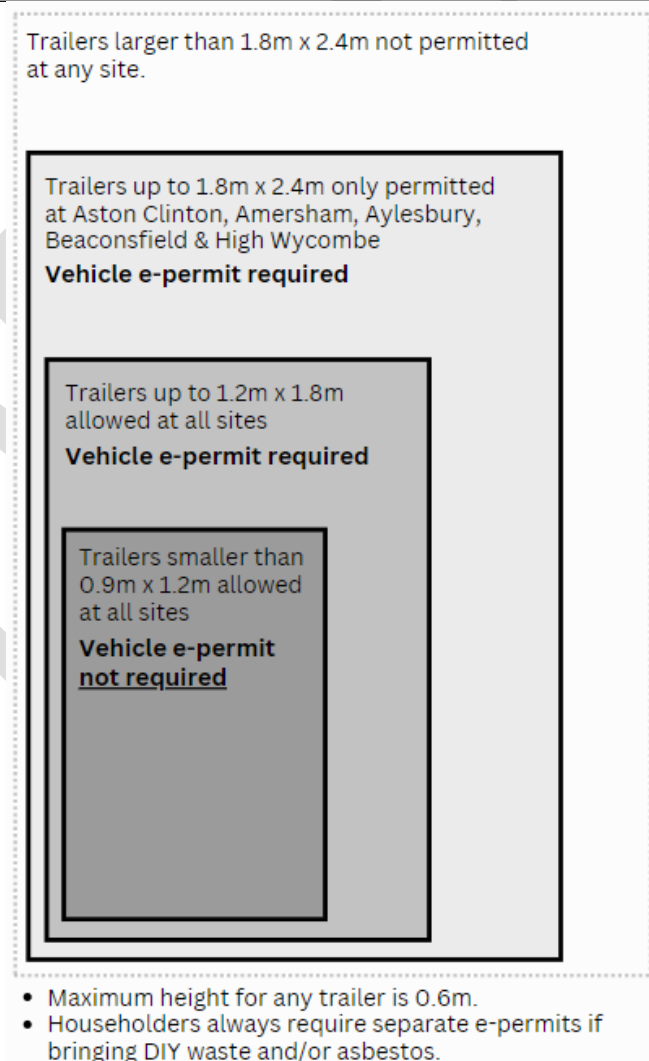 Trailers larger than 1.8m x 2.4m not permitted
at any site.
Trailers up to 1.8m x 2.4m only permitted
at Aston Clinton, Amersham, Aylesbury,
Beaconsfield & High Wycombe
Vehicle e-permit required
Trailers up to 1.2m x 1.8m
allowed at all sites
Vehicle e-permit required
Trailers smaller than
0.9m x 1.2m allowed
at all sites
Vehicle e-permit
not required
• Maximum height for any trailer is 0.6m.
• Householders always require separate e-permits if
bringing DIY waste and/or asbestos.